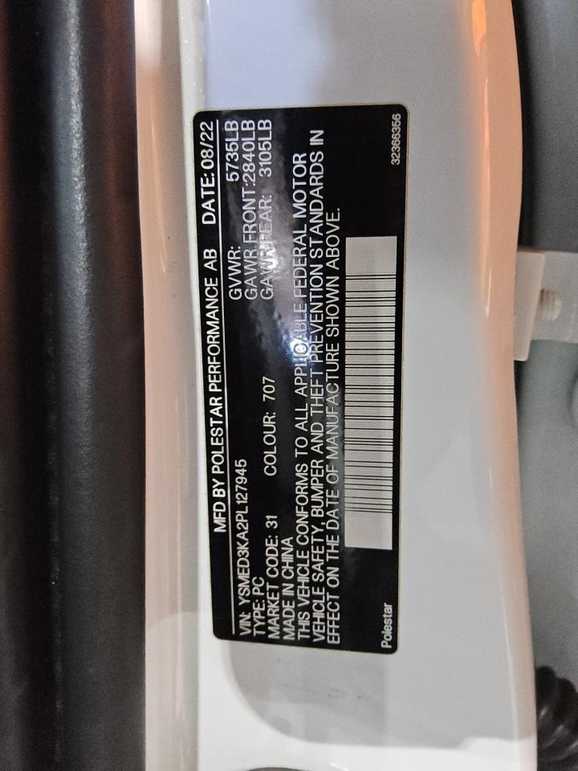 MFD BY POLESTAR PERFORMANCE AB DATE: 08/22
VIN: YSMED3KA2PL127945 GVWR: 5735LB
TYPE: PC GAWR FRONT: 2840LB
MARKET CODE: 31 COLOUR: 707 GAWR REAR: 3105LB
MADE IN CHINA
THIS VEHICLE CONFORMS TO ALL APPLICABLE FEDERAL MOTOR
VEHICLE SAFETY, BUMPER AND THEFT PREVENTION STANDARDS IN
EFFECT ON THE DATE OF MANUFACTURE SHOWN ABOVE.
Polestar 32366356